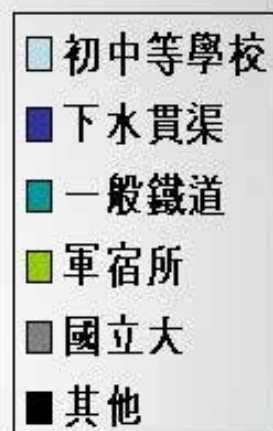 初中等學校
下水貫渠
一般鐵道
軍宿所
國立大
其他